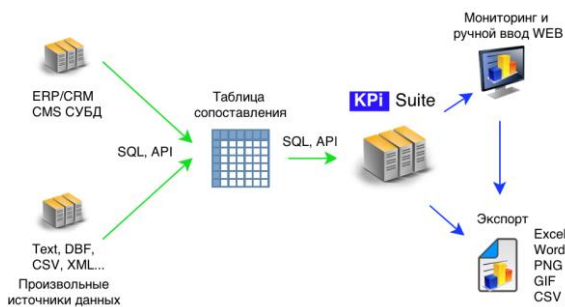 Мониторинг и
ручной ввод WEB
ERP/CRM
CMS СУБД
Таблица
сопоставления
KPi Suite
SQL, API
SQL, API
Text, DBF,
CSV, XML...
Произвольные
источники данных
Экспорт
Excel
Word
PNG
GIF
CSV